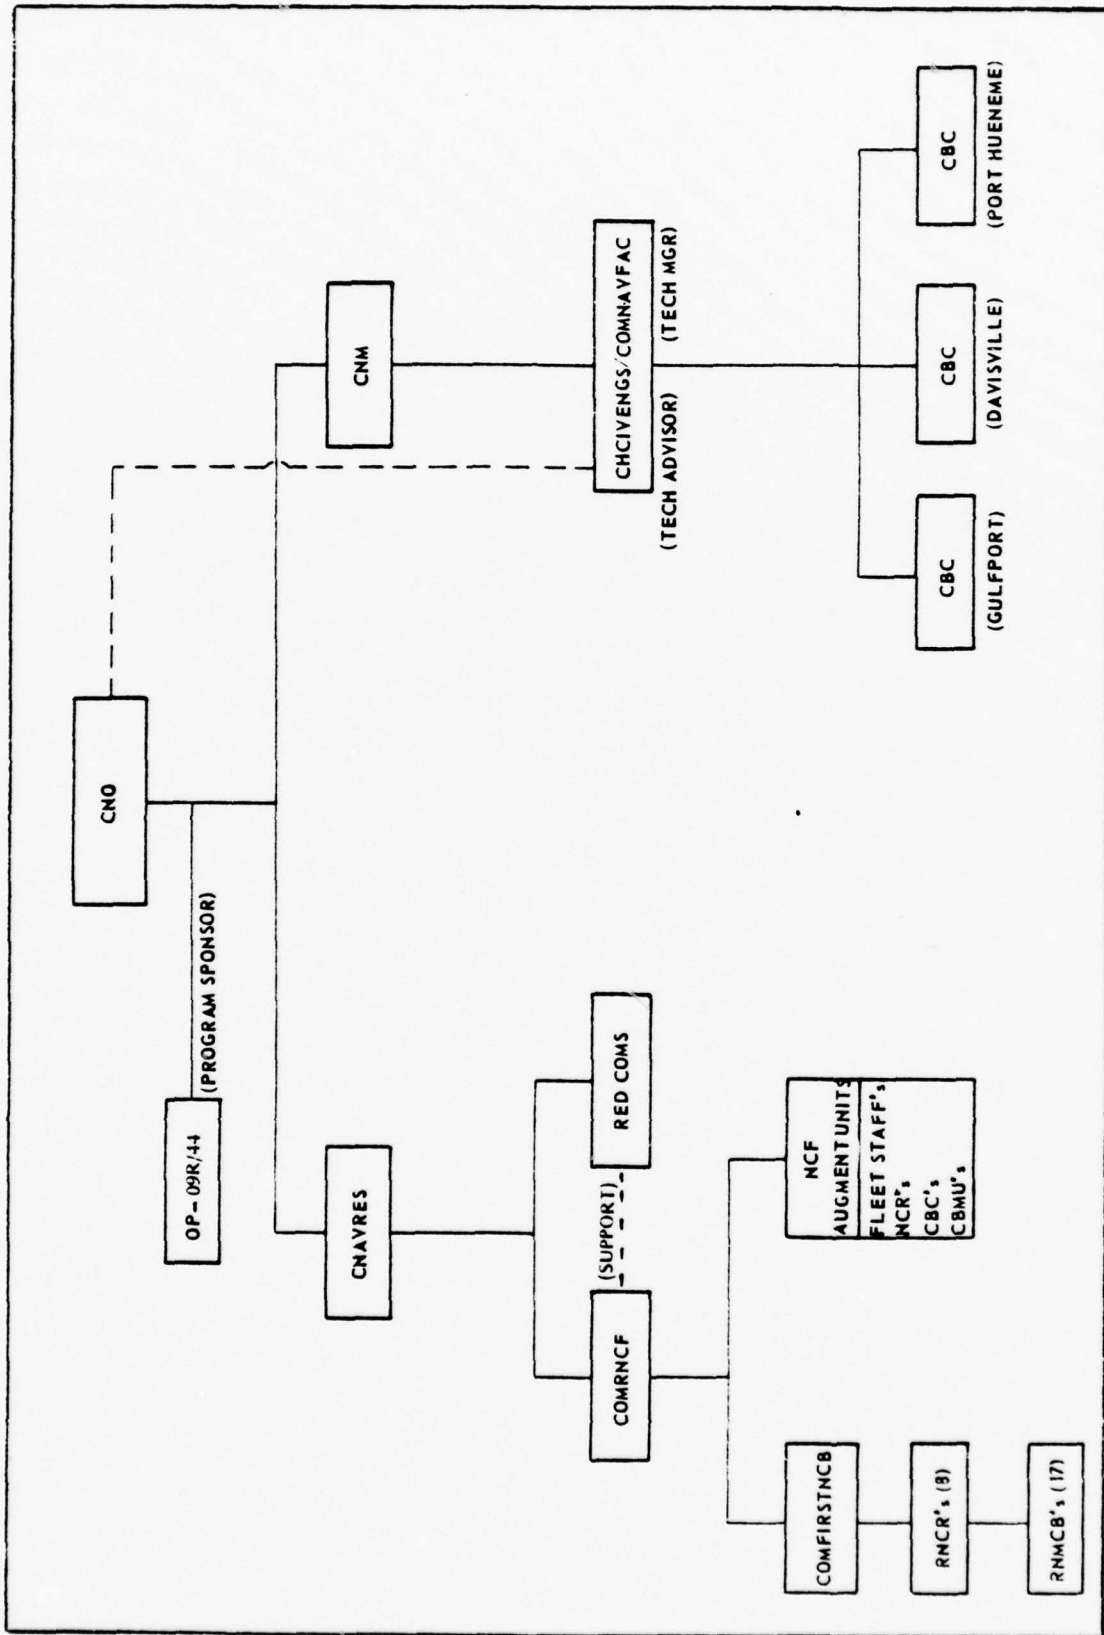 CNO
OP-09R/44
(PROGRAM SPONSOR)
CNAVRES
CNM
COMRNCF
(SUPPORT)
RED COMS
CHCIVENGS/COMNAVFAC
(TECH ADVISOR)
(TECH MGR)
COMFIRSTNCB
RNCR's (8)
RNMCB's (17)
NCF
AUGMENT UNITS
FLEET STAFF's
NCR's
CBC's
CBMU's
CBC
(GULFPORT)
CBC
(DAVISVILLE)
CBC
(PORT HUENEME)